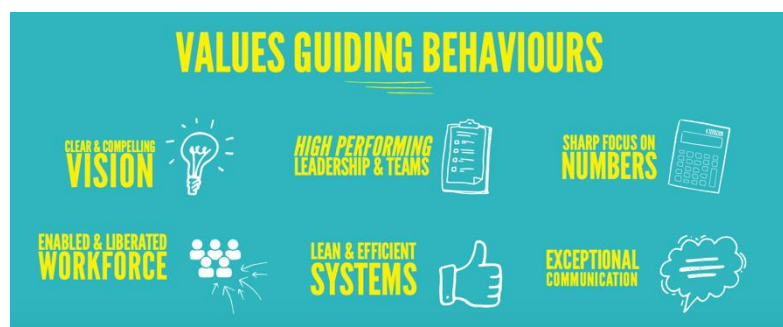 VALUES GUIDING BEHAVIOURS
CLEAR & COMPELLING
VISION
HIGH PERFORMING
LEADERSHIP & TEAMS
SHARP FOCUS ON
NUMBERS
ENABLED & LIBERATED
WORKFORCE
LEAN & EFFICIENT
SYSTEMS
EXCEPTIONAL
COMMUNICATION